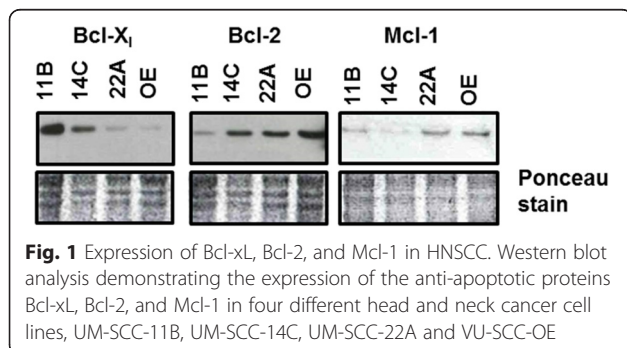 Bcl-Xl Bcl-2 Mcl-1
11B 14C 22A OE 11B 14C 22A OE 11B 14C 22A OE
Ponceau
stain
Fig. 1 Expression of Bcl-xL, Bcl-2, and Mcl-1 in HNSCC. Western blot
analysis demonstrating the expression of the anti-apoptotic proteins
Bcl-xL, Bcl-2, and Mcl-1 in four different head and neck cancer cell
lines, UM-SCC-11B, UM-SCC-14C, UM-SCC-22A and VU-SCC-OE